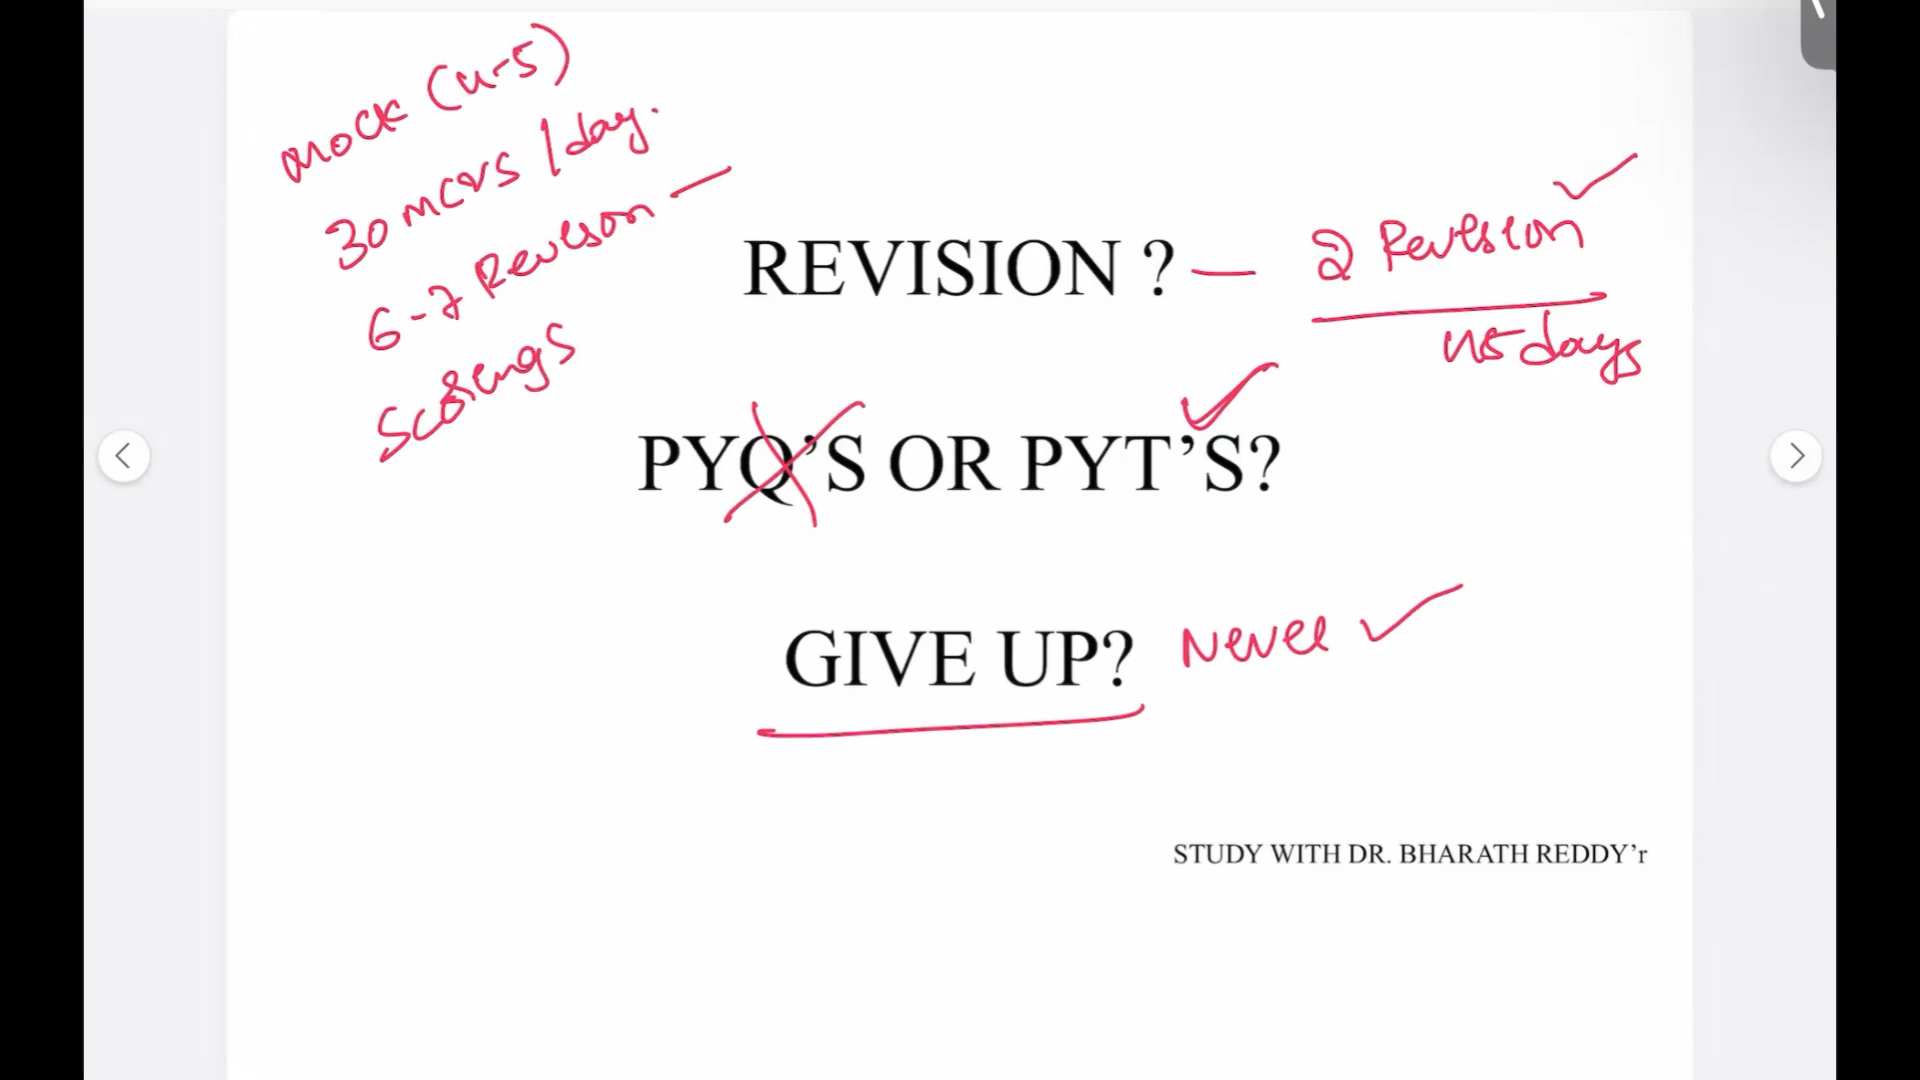 mock (4-5)
30 MCQs / day.
6-7 Revision —
Scorings
REVISION ? — 2 Revision
45 days
PYQ’S OR PYT’S?
GIVE UP? Never
STUDY WITH DR. BHARATH REDDY’r